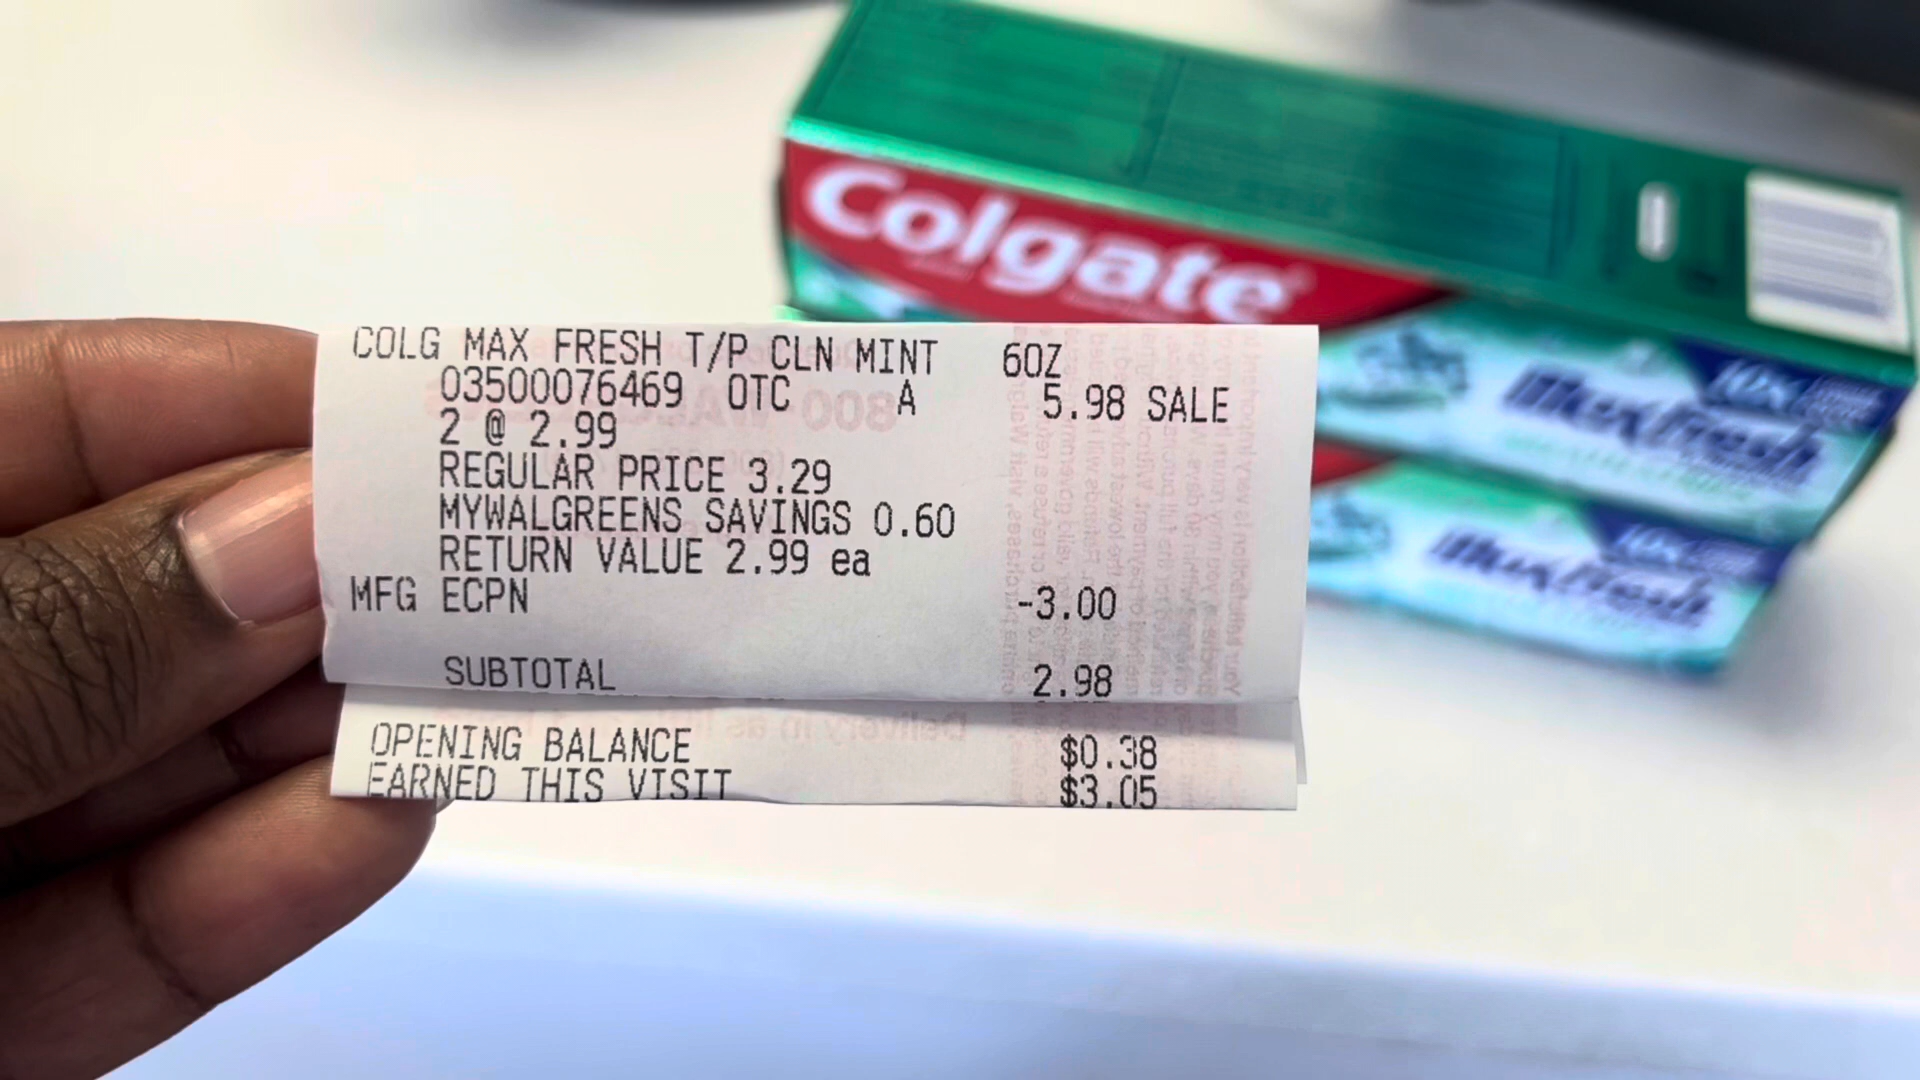 Colgate
MaxFresh
MaxFresh
COLG MAX FRESH T/P CLN MINT 6OZ
03500076469 OTC A 5.98 SALE
2 @ 2.99
REGULAR PRICE 3.29
MYWALGREENS SAVINGS 0.60
RETURN VALUE 2.99 ea
MFG ECPN -3.00
SUBTOTAL 2.98
OPENING BALANCE $0.38
EARNED THIS VISIT $3.05